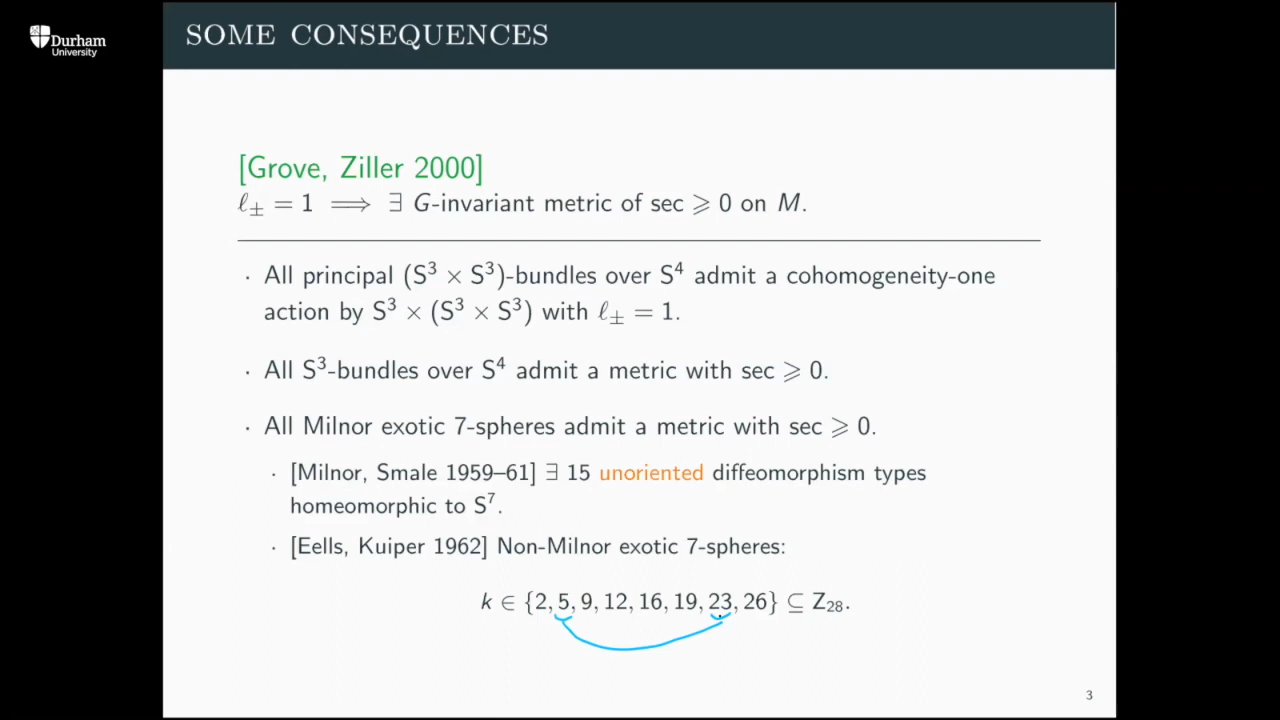 Durham
University
SOME CONSEQUENCES
[Grove, Ziller 2000]
ℓ± = 1 ⟹ ∃ G-invariant metric of sec ⩾ 0 on M.
· All principal (S³ × S³)-bundles over S⁴ admit a cohomogeneity-one
action by S³ × (S³ × S³) with ℓ± = 1.
· All S³-bundles over S⁴ admit a metric with sec ⩾ 0.
· All Milnor exotic 7-spheres admit a metric with sec ⩾ 0.
· [Milnor, Smale 1959–61] ∃ 15 unoriented diffeomorphism types
homeomorphic to S⁷.
· [Eells, Kuiper 1962] Non-Milnor exotic 7-spheres:
k ∈ {2, 5, 9, 12, 16, 19, 23, 26} ⊆ Z₂₈.
3